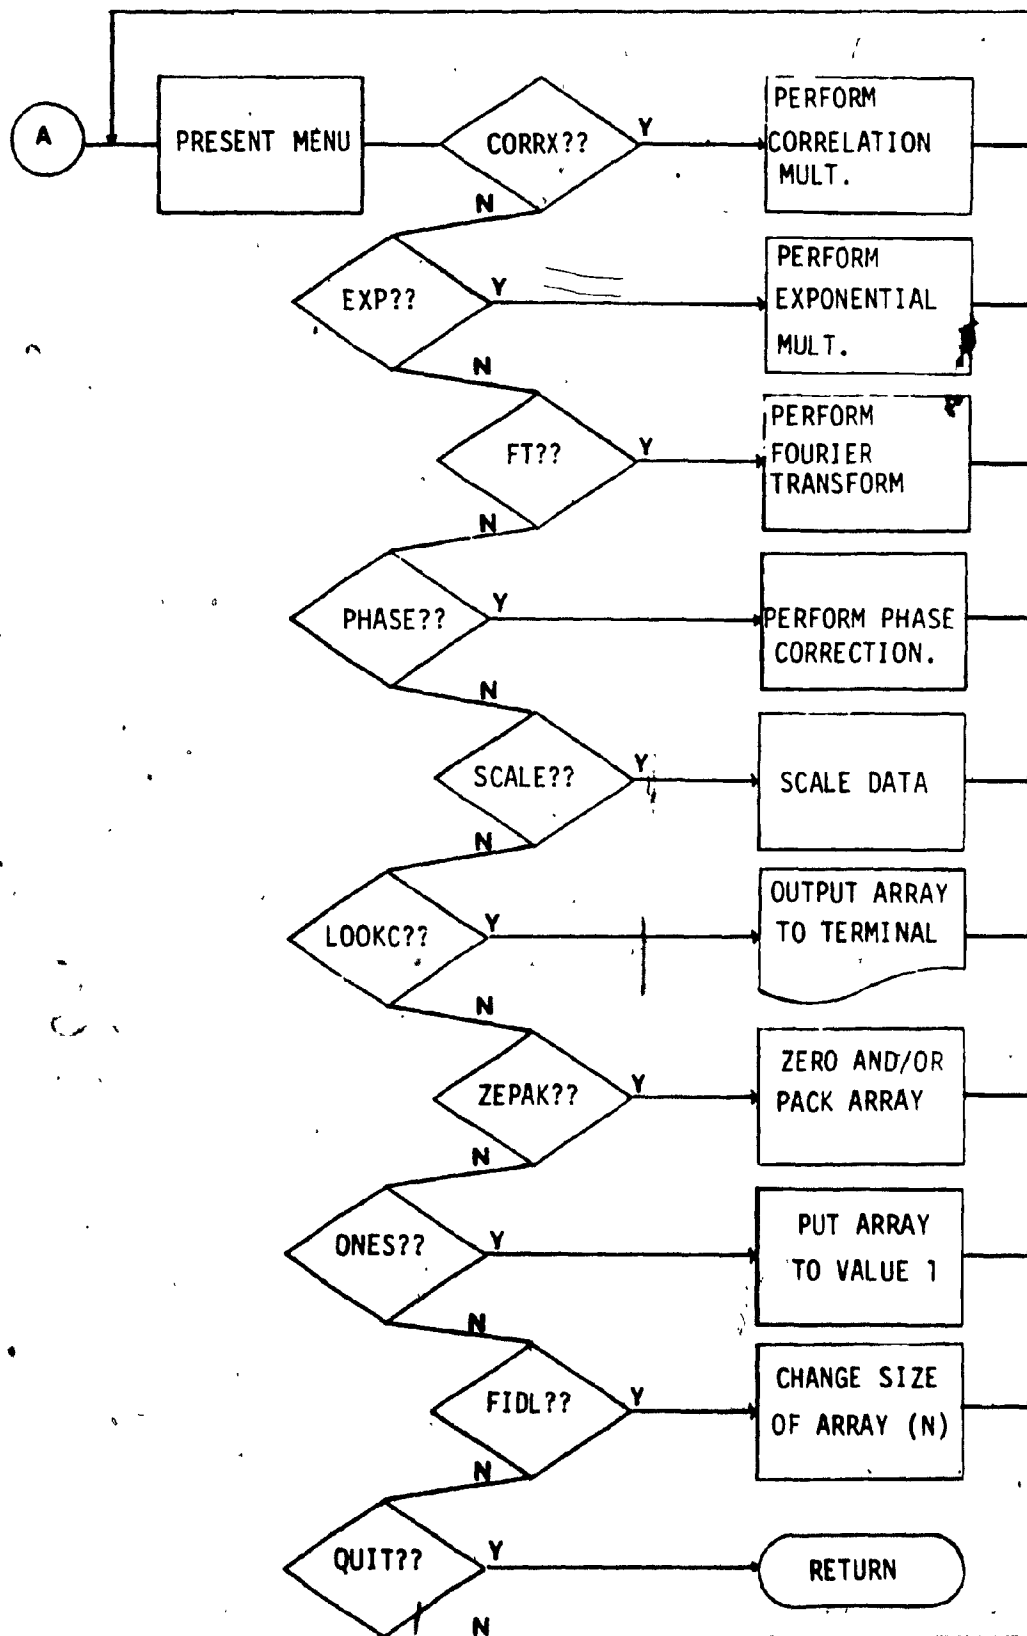 A
PRESENT MENU
CORRX??
Y
PERFORM
CORRELATION
MULT.
N
EXP??
Y
PERFORM
EXPONENTIAL
MULT.
N
FT??
Y
PERFORM
FOURIER
TRANSFORM
N
PHASE??
Y
PERFORM PHASE
CORRECTION.
N
SCALE??
Y
SCALE DATA
N
LOOKC??
Y
OUTPUT ARRAY
TO TERMINAL
N
ZEPAK??
Y
ZERO AND/OR
PACK ARRAY
N
ONES??
Y
PUT ARRAY
TO VALUE 1
N
FIDL??
Y
CHANGE SIZE
OF ARRAY (N)
N
QUIT??
Y
RETURN
N